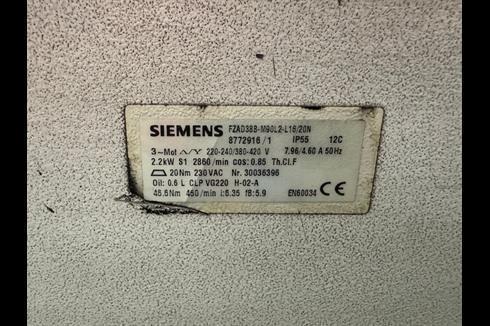 SIEMENS FZAD38B-M90L2-L16/20N
8772916/1 IP55 12C
3~Mot △/Y 220-240/380-420 V 7.96/4.60 A 50Hz
2.2kW S1 2860/min cos: 0.85 Th.Cl.F
20Nm 230VAC Nr. 30036396
Oil: 0.6 L CLP VG220 H-02-A
45.6Nm 450/min i:6.35 fB:5.9 EN60034 CE